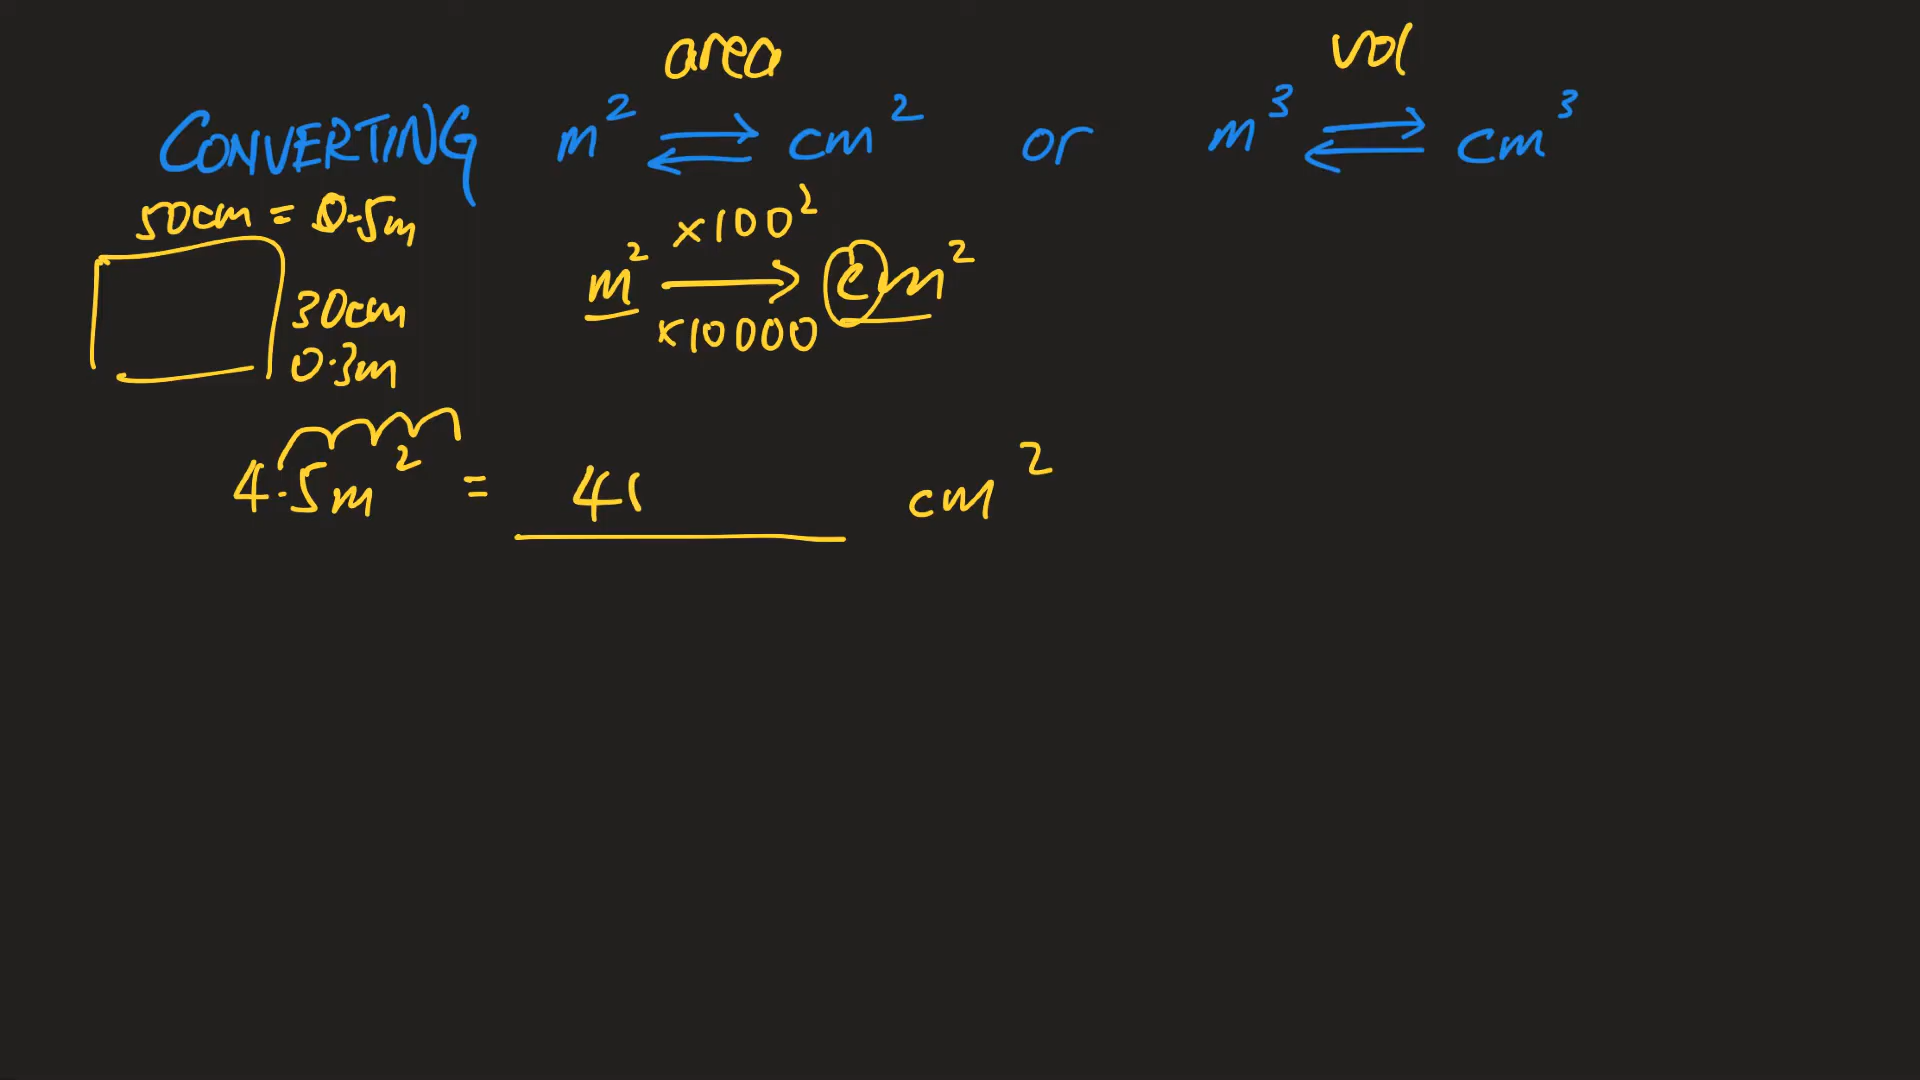 area vol
CONVERTING m² ⇄ cm² or m³ ⇄ cm³
50cm = 0.5m
×100²
m² → cm²
30cm
×10000
0.3m
4.5m² = 4 cm²